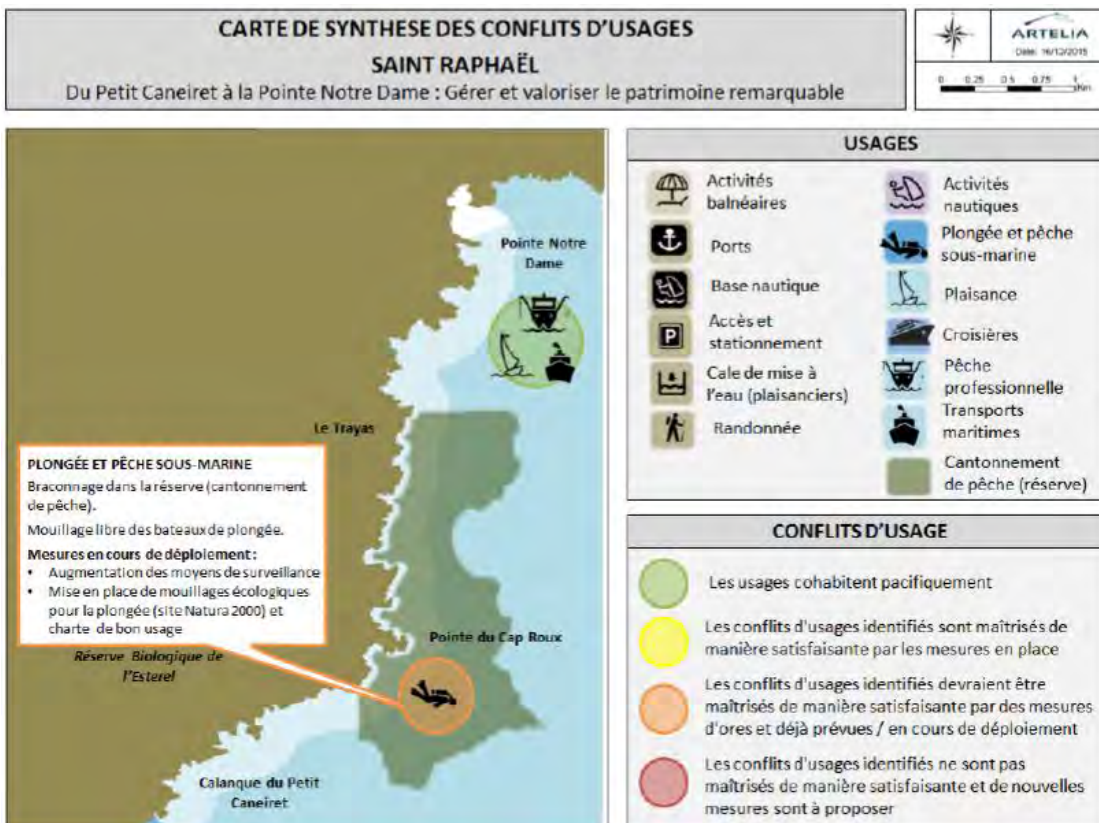 CARTE DE SYNTHESE DES CONFLITS D'USAGES
SAINT RAPHAËL
Du Petit Caneiret à la Pointe Notre Dame : Gérer et valoriser le patrimoine remarquable
ARTELIA
Date: 16/12/2015
0 0.25 0.5 0.75 1
Km
Pointe Notre
Dame
Le Trayas
PLONGÉE ET PÊCHE SOUS-MARINE
Braconnage dans la réserve (cantonnement
de pêche).
Mouillage libre des bateaux de plongée.
Mesures en cours de déploiement :
• Augmentation des moyens de surveillance
• Mise en place de mouillages écologiques
pour la plongée (site Natura 2000) et
charte de bon usage
Pointe du Cap Roux
Réserve Biologique de
l'Esterel
Calanque du Petit
Caneiret
USAGES
Activités
balnéaires
Ports
Base nautique
Accès et
stationnement
Cale de mise à
l'eau (plaisanciers)
Randonnée
Activités
nautiques
Plongée et pêche
sous-marine
Plaisance
Croisières
Pêche
professionnelle
Transports
maritimes
Cantonnement
de pêche (réserve)
CONFLITS D'USAGE
Les usages cohabitent pacifiquement
Les conflits d'usages identifiés sont maîtrisés de
manière satisfaisante par les mesures en place
Les conflits d'usages identifiés devraient être
maîtrisés de manière satisfaisante par des mesures
d'ores et déjà prévues / en cours de déploiement
Les conflits d'usages identifiés ne sont pas
maîtrisés de manière satisfaisante et de nouvelles
mesures sont à proposer